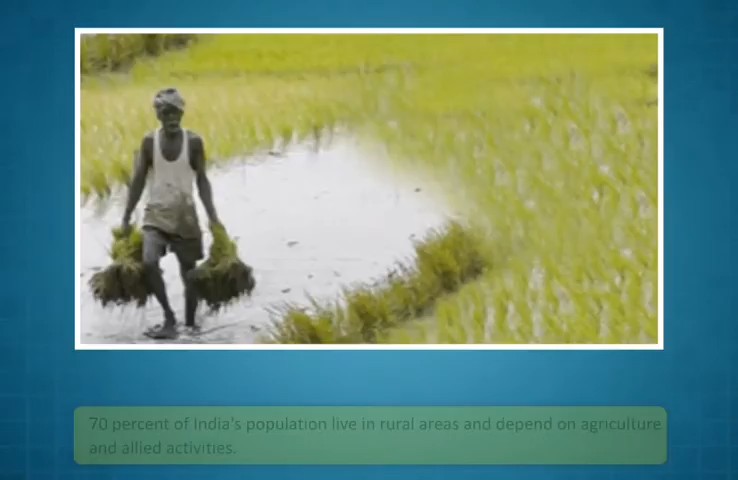 70 percent of India's population live in rural areas and depend on agriculture
and allied activities.